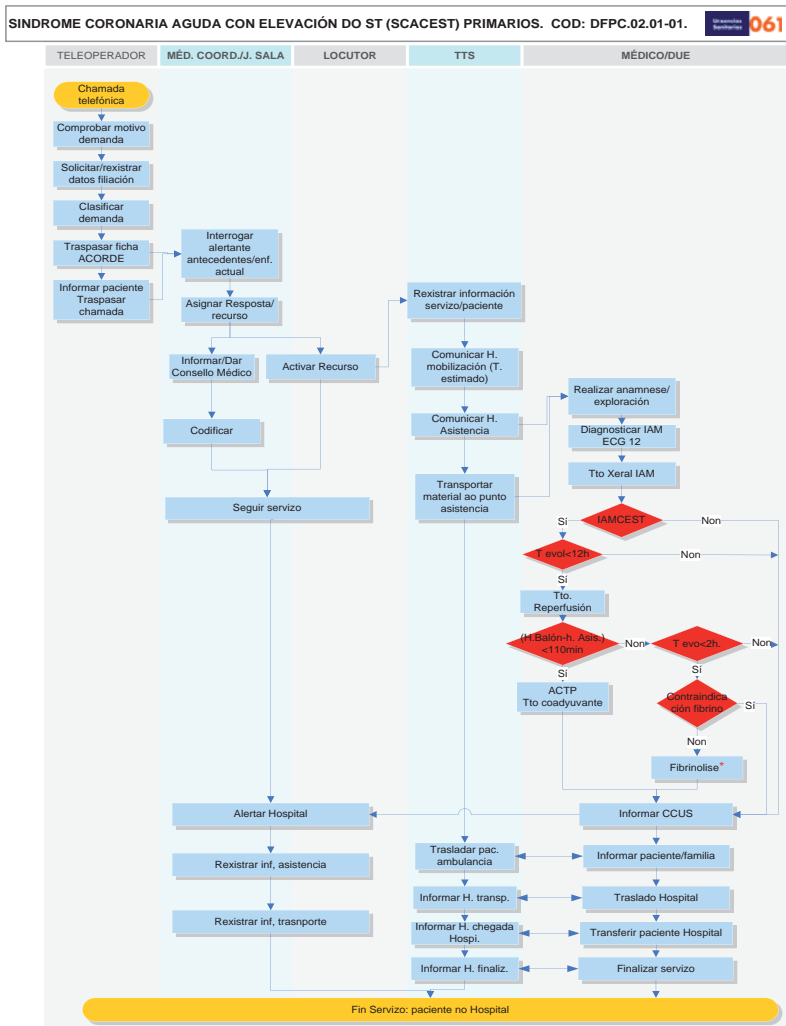 SINDROME CORONARIA AGUDA CON ELEVACIÓN DO ST (SCACEST) PRIMARIOS. COD: DFPC.02.01-01.
Urxencias
Sanitarias
061
TELEOPERADOR
MÉD. COORD./J. SALA
LOCUTOR
TTS
MÉDICO/DUE
Chamada
telefónica
Comprobar motivo
demanda
Solicitar/rexistrar
datos filiación
Clasificar
demanda
Traspasar ficha
ACORDE
Informar paciente
Traspasar
chamada
Interrogar
alertante
antecedentes/enf.
actual
Asignar Resposta/
recurso
Informar/Dar
Consello Médico
Activar Recurso
Codificar
Seguir servizo
Rexistrar información
servizo/paciente
Comunicar H.
mobilización (T.
estimado)
Comunicar H.
Asistencia
Transportar
material ao punto
asistencia
Realizar anamnese/
exploración
Diagnosticar IAM
ECG 12
Tto Xeral IAM
IAMCEST
Sí
Non
T evol<12h
Non
Sí
Tto.
Reperfusión
(H.Balón-h. Asis.)
<110min
Non
T evo<2h.
Non
Sí
Sí
ACTP
Tto coadyuvante
Contraindica
ción fibrino
Sí
Non
Fibrinolise*
Alertar Hospital
Informar CCUS
Rexistrar inf, asistencia
Trasladar pac.
ambulancia
Informar paciente/familia
Informar H. transp.
Traslado Hospital
Rexistrar inf, trasnporte
Informar H. chegada
Hospi.
Transferir paciente Hospital
Informar H. finaliz.
Finalizar servizo
Fin Servizo: paciente no Hospital